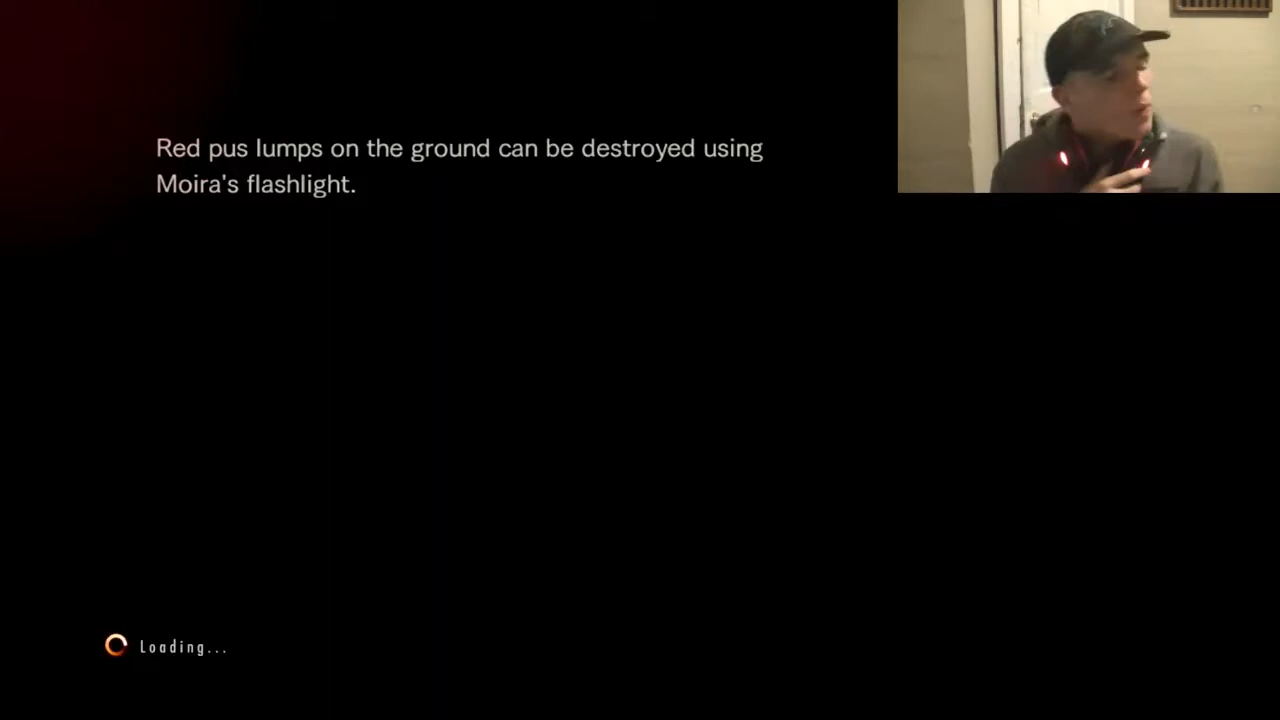 Red pus lumps on the ground can be destroyed using
Moira's flashlight.
Loading...